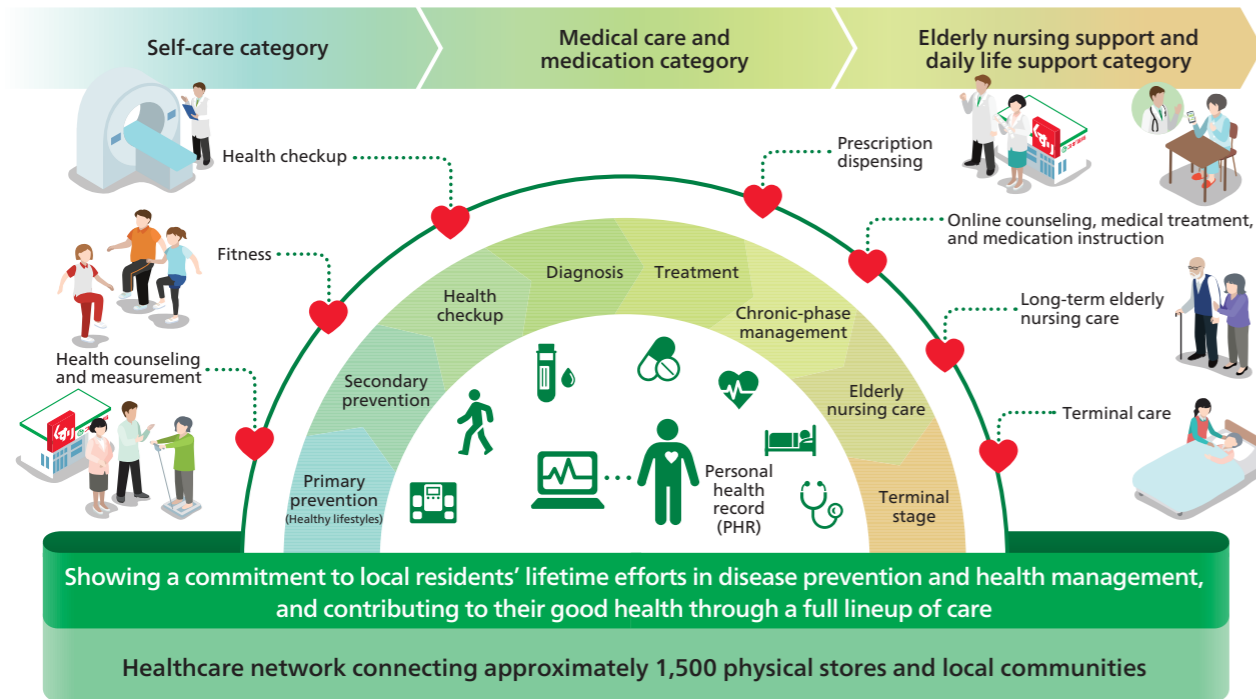 Self-care category
Medical care and
medication category
Elderly nursing support and
daily life support category
Health checkup
Fitness
Health counseling
and measurement
Prescription
dispensing
Online counseling, medical treatment,
and medication instruction
Long-term elderly
nursing care
Terminal care
Primary
prevention
(Healthy lifestyles)
Secondary
prevention
Health
checkup
Diagnosis
Treatment
Chronic-phase
management
Elderly
nursing care
Terminal
stage
Personal
health
record
(PHR)
Showing a commitment to local residents’ lifetime efforts in disease prevention and health management,
and contributing to their good health through a full lineup of care
Healthcare network connecting approximately 1,500 physical stores and local communities